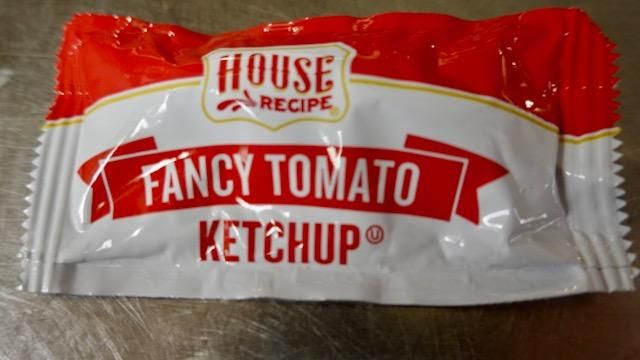 HOUSE
RECIPE®
FANCY TOMATO
KETCHUP Ⓤ